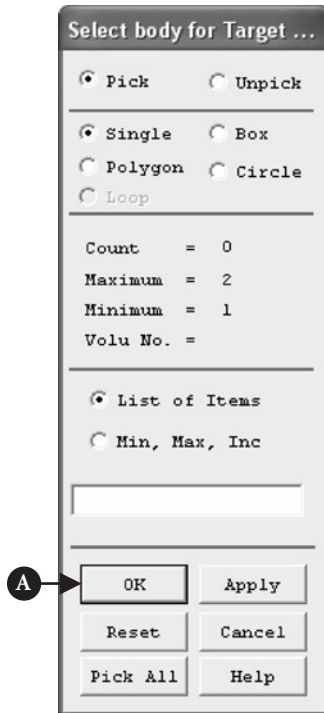 Select body for Target ...
Pick Unpick
Single Box
Polygon Circle
Loop
Count = 0
Maximum = 2
Minimum = 1
Volu No. =
List of Items
Min, Max, Inc
A
OK Apply
Reset Cancel
Pick All Help